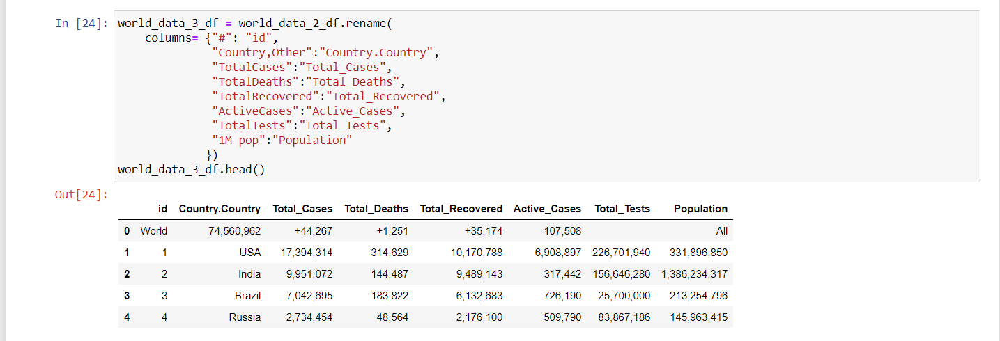 In [24]: world_data_3_df = world_data_2_df.rename(
columns= {"#": "id",
"Country,Other":"Country.Country",
"TotalCases":"Total_Cases",
"TotalDeaths":"Total_Deaths",
"TotalRecovered":"Total_Recovered",
"ActiveCases":"Active_Cases",
"TotalTests":"Total_Tests",
"1M pop":"Population"
})
world_data_3_df.head()
Out[24]:
id Country.Country Total_Cases Total_Deaths Total_Recovered Active_Cases Total_Tests Population
0 World 74,560,962 +44,267 +1,251 +35,174 107,508 All
1 1 USA 17,394,314 314,629 10,170,788 6,908,897 226,701,940 331,896,850
2 2 India 9,951,072 144,487 9,489,143 317,442 156,646,280 1,386,234,317
3 3 Brazil 7,042,695 183,822 6,132,683 726,190 25,700,000 213,254,796
4 4 Russia 2,734,454 48,564 2,176,100 509,790 83,867,186 145,963,415